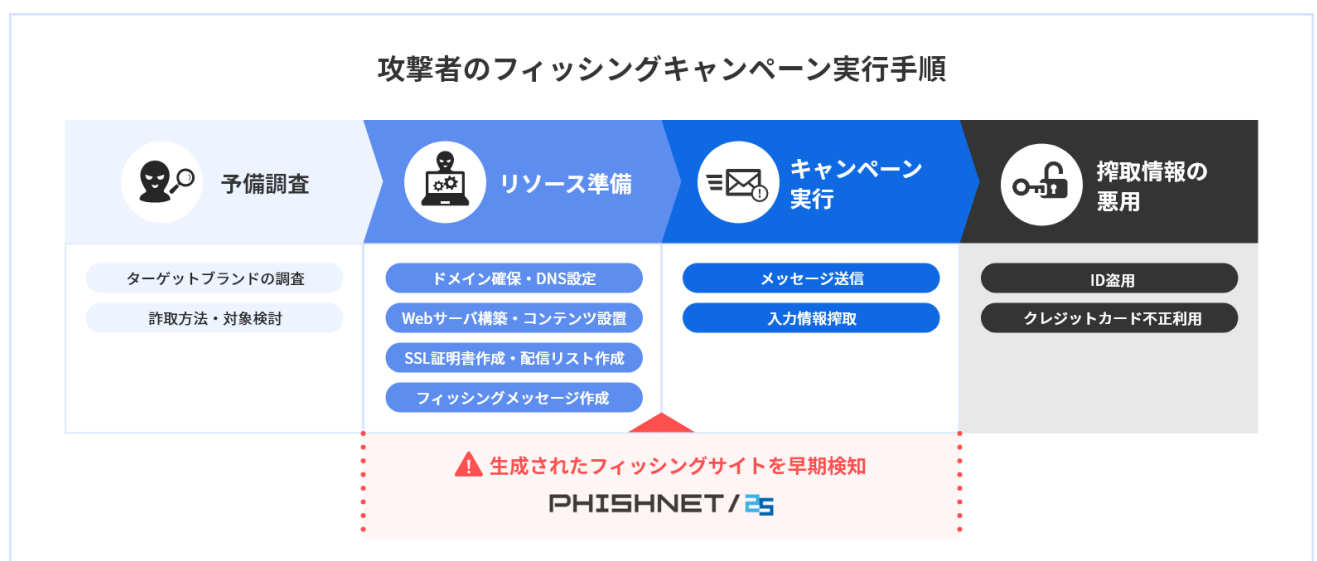 攻撃者のフィッシングキャンペーン実行手順
予備調査
ターゲットブランドの調査
詐取方法・対象検討
リソース準備
ドメイン確保・DNS設定
Webサーバ構築・コンテンツ設置
SSL証明書作成・配信リスト作成
フィッシングメッセージ作成
キャンペーン
実行
メッセージ送信
入力情報搾取
搾取情報の
悪用
ID盗用
クレジットカード不正利用
生成されたフィッシングサイトを早期検知
PHISHNET/25